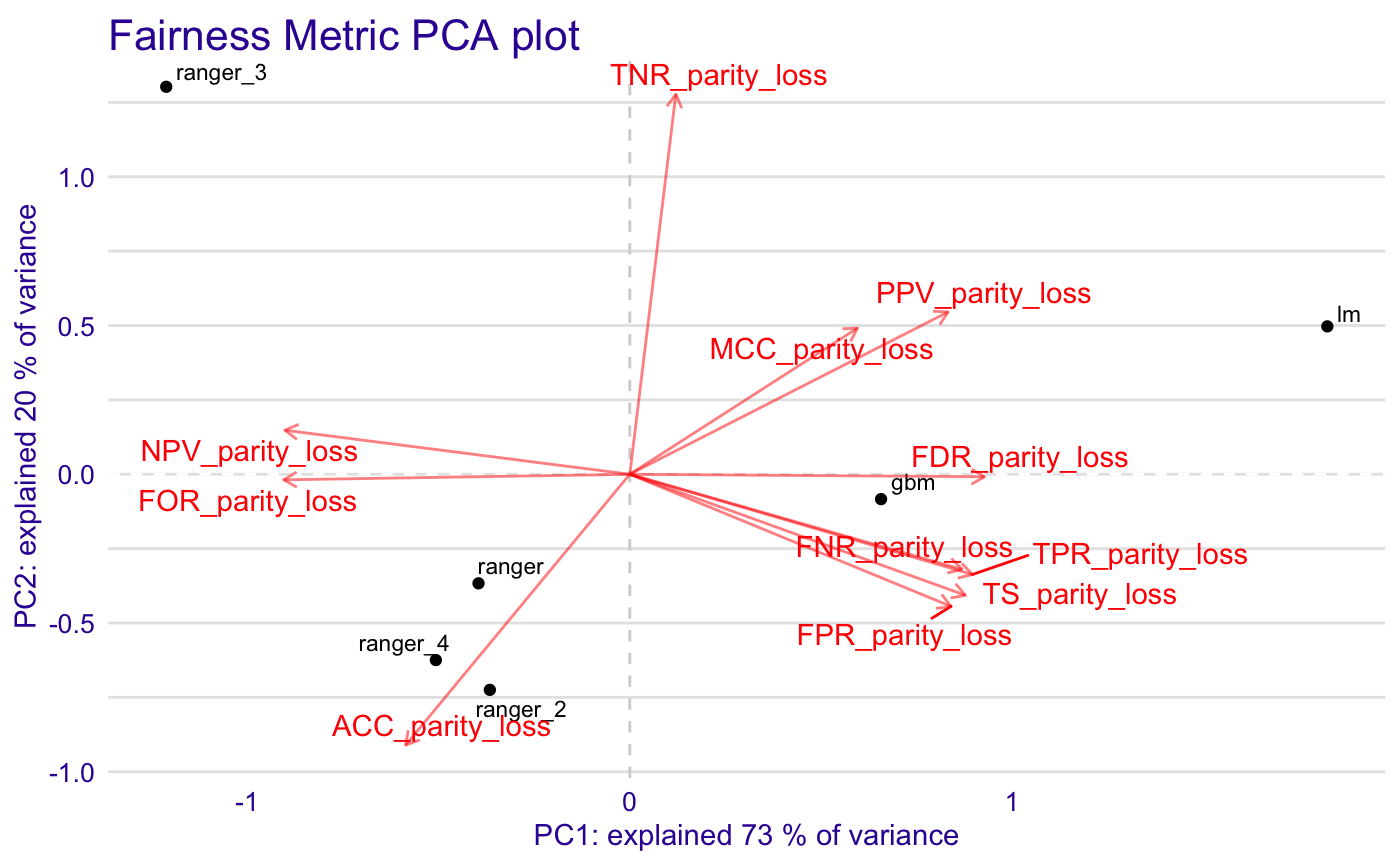 Fairness Metric PCA plot
ranger_3
TNR_parity_loss
1.0
PPV_parity_loss
lm
0.5
MCC_parity_loss
NPV_parity_loss
FDR_parity_loss
0.0
gbm
FOR_parity_loss
FNR_parity_loss
TPR_parity_loss
ranger
TS_parity_loss
-0.5
FPR_parity_loss
ranger_4
ranger_2
ACC_parity_loss
-1.0
-1
0
1
PC1: explained 73 % of variance
PC2: explained 20 % of variance